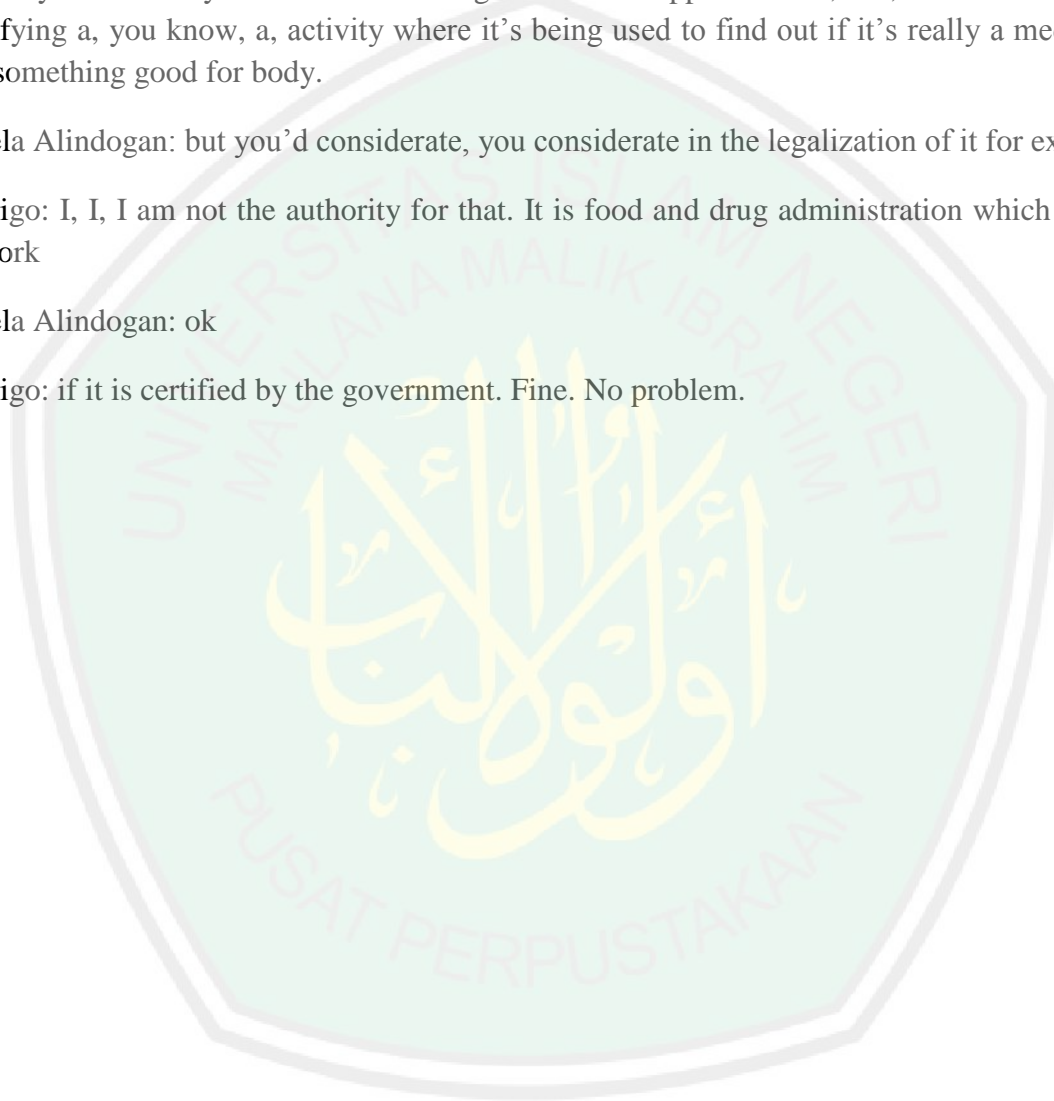 fying a, you know, a, activity where it's being used to find out if it's really a me
something good for body.
la Alindogan: but you'd considerate, you considerate in the legalization of it for ex
igo: I, I, I am not the authority for that. It is food and drug administration which
ork
la Alindogan: ok
igo: if it is certified by the government. Fine. No problem.
UNIVERSITAS ISLAM NEGERI
MAULANA MALIK IBRAHIM
أولو الألباب
PUSAT PERPUSTAKAAN